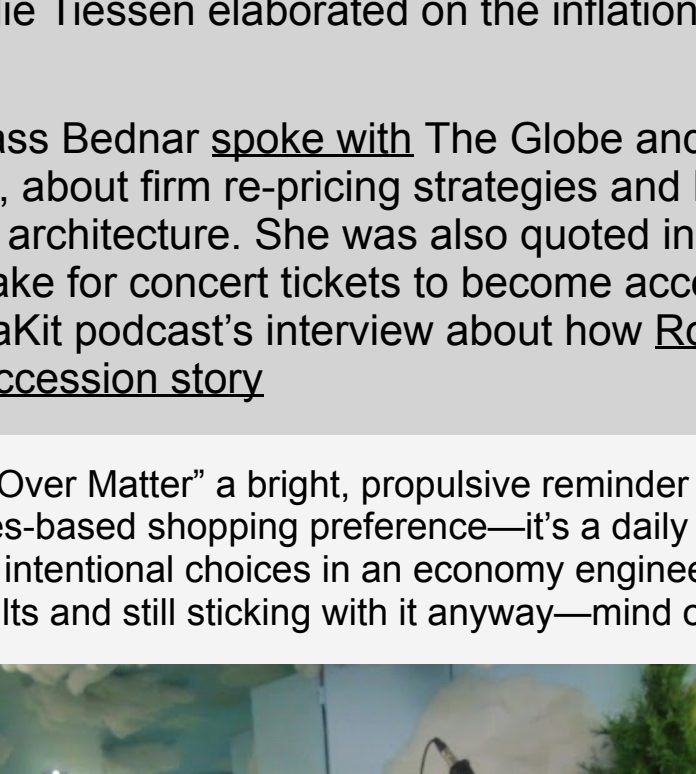 lie Tiessen elaborated on the inflation
ass Bednar spoke with The Globe and
, about firm re-pricing strategies and
architecture. She was also quoted in
ake for concert tickets to become acc
aKit podcast’s interview about how Ro
ccession story
Over Matter” a bright, propulsive reminder
es-based shopping preference—it’s a daily
intentional choices in an economy enginee
lts and still sticking with it anyway—mind o